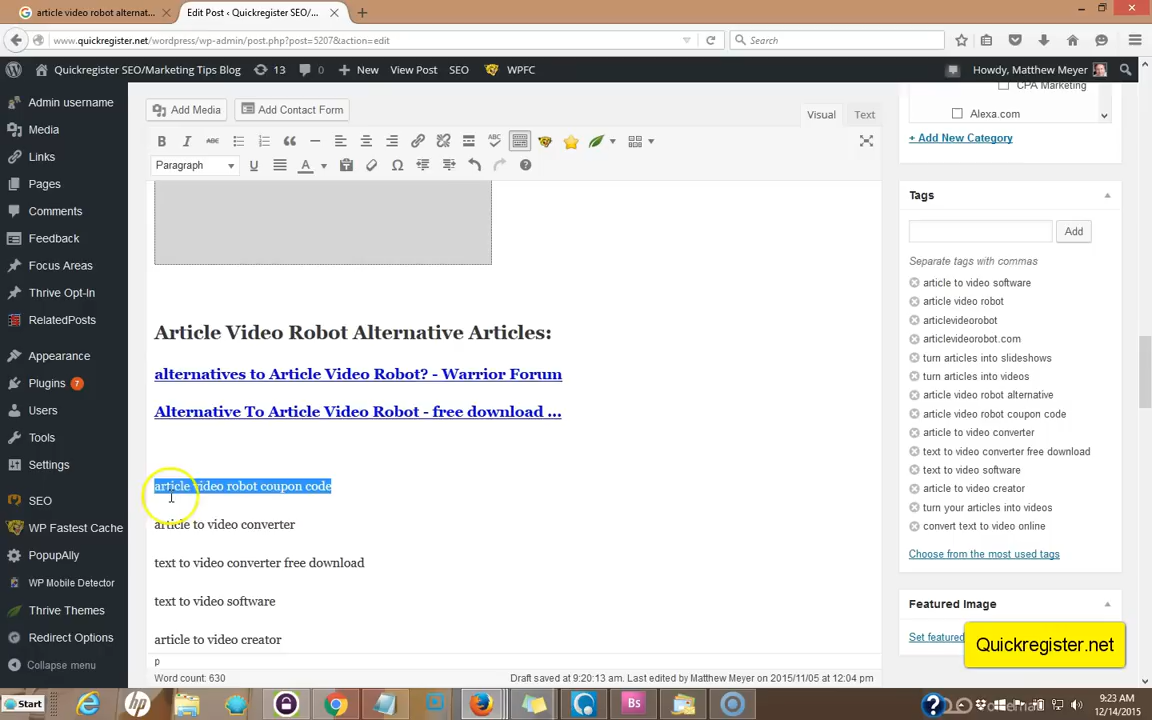 article video robot alternat...
Edit Post ‹ Quickregister SEO/...
www.quickregister.net/wordpress/wp-admin/post.php?post=5207&action=edit
Search
Quickregister SEO/Marketing Tips Blog
13
0
New
View Post
SEO
WPFC
Howdy, Matthew Meyer
Admin username
Media
Links
Pages
Comments
Feedback
Focus Areas
Thrive Opt-In
RelatedPosts
Appearance
Plugins 7
Users
Tools
Settings
SEO
WP Fastest Cache
PopupAlly
WP Mobile Detector
Thrive Themes
Redirect Options
Collapse menu
Add Media
Add Contact Form
Visual
Text
Paragraph
Article Video Robot Alternative Articles:
alternatives to Article Video Robot? - Warrior Forum
Alternative To Article Video Robot - free download ...
article video robot coupon code
article to video converter
text to video converter free download
text to video software
article to video creator
p
Word count: 630
Draft saved at 9:20:13 am. Last edited by Matthew Meyer on 2015/11/05 at 12:04 pm
CPA Marketing
Alexa.com
+ Add New Category
Tags
Add
Separate tags with commas
article to video software
article video robot
articlevideorobot
articlevideorobot.com
turn articles into slideshows
turn articles into videos
article video robot alternative
article video robot coupon code
article to video converter
text to video converter free download
text to video software
article to video creator
turn your articles into videos
convert text to video online
Choose from the most used tags
Featured Image
Set featured
Quickregister.net
Start
9:23 AM
12/14/2015